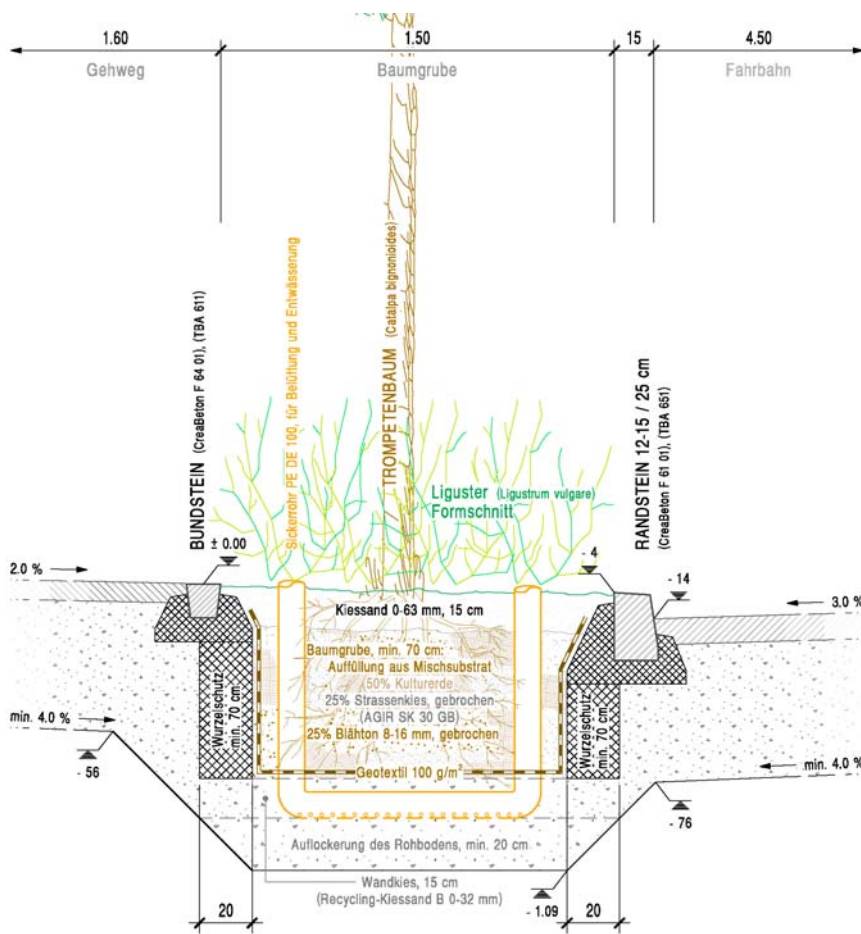 1.60
1.50
15
4.50
Gehweg
Baumgrube
Fahrbahn
BUNDSTEIN (CreaBeton F 64 01), (TBA 611)
Sickerrohr PE DE 100, für Belüftung und Entwässerung
TROMPETENBAUM (Catalpa bignonioides)
Liguster (Ligustrum vulgare)
Formschnitt
RANDSTEIN 12-15 / 25 cm
(CreaBeton F 61 01), (TBA 651)
± 0.00
- 4
- 14
2.0 %
3.0 %
Kiessand 0-63 mm, 15 cm
Baumgrube, min. 70 cm:
Auffüllung aus Mischsubstrat
50% Kulturerde
25% Strassenkies, gebrochen
(AGIR SK 30 GB)
25% Blähton 8-16 mm, gebrochen
Wurzelschutz
min. 70 cm
Wurzelschutz
min. 70 cm
min. 4.0 %
min. 4.0 %
Geotextil 100 g/m²
- 56
- 76
Auflockerung des Rohbodens, min. 20 cm
Wandkies, 15 cm
(Recycling-Kiessand B 0-32 mm)
- 1.09
20
20